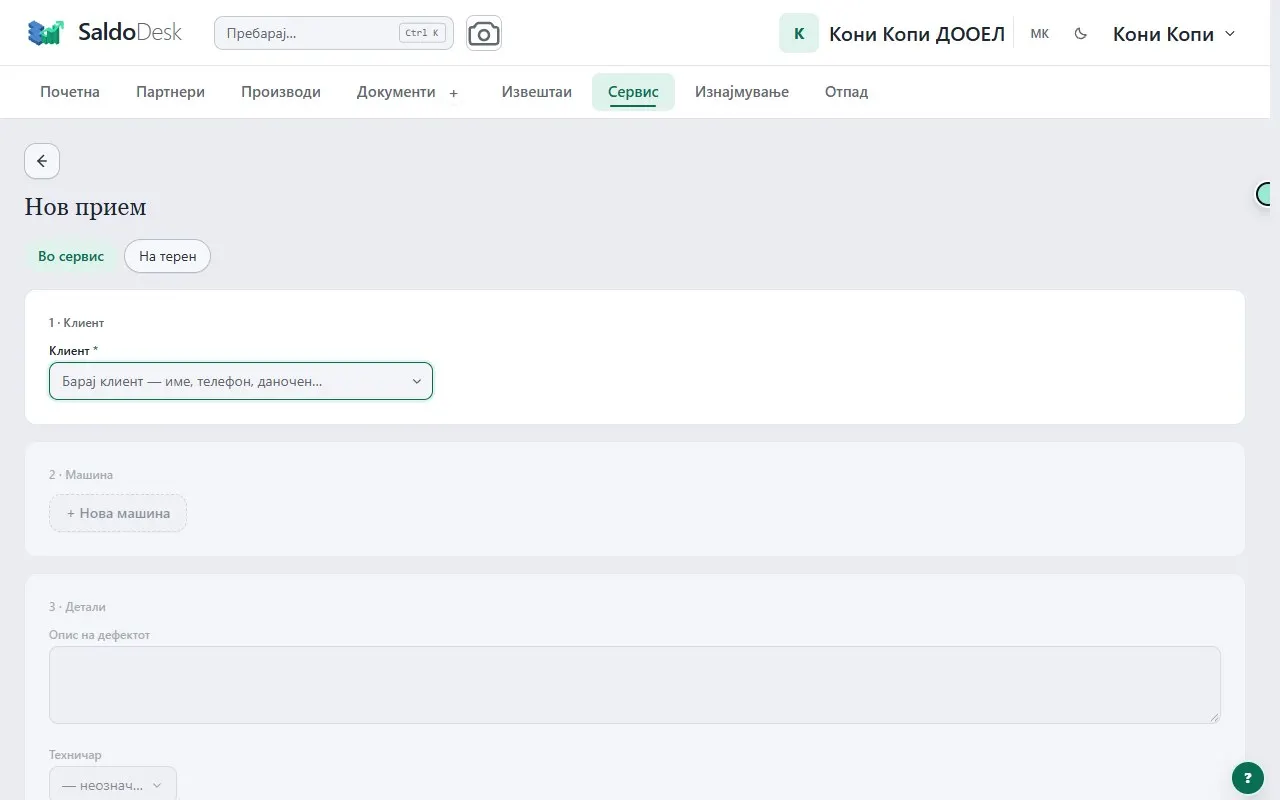 SaldoDesk
Пребарај...
Ctrl K
К
Кони Копи ДООЕЛ
МК
Кони Копи
Почетна
Партнери
Производи
Документи +
Извештаи
Сервис
Изнајмување
Отпад
Нов прием
Во сервис
На терен
1 · Клиент
Клиент *
Барај клиент — име, телефон, даночен...
2 · Машина
+ Нова машина
3 · Детали
Опис на дефектот
Техничар
— неознач...
?